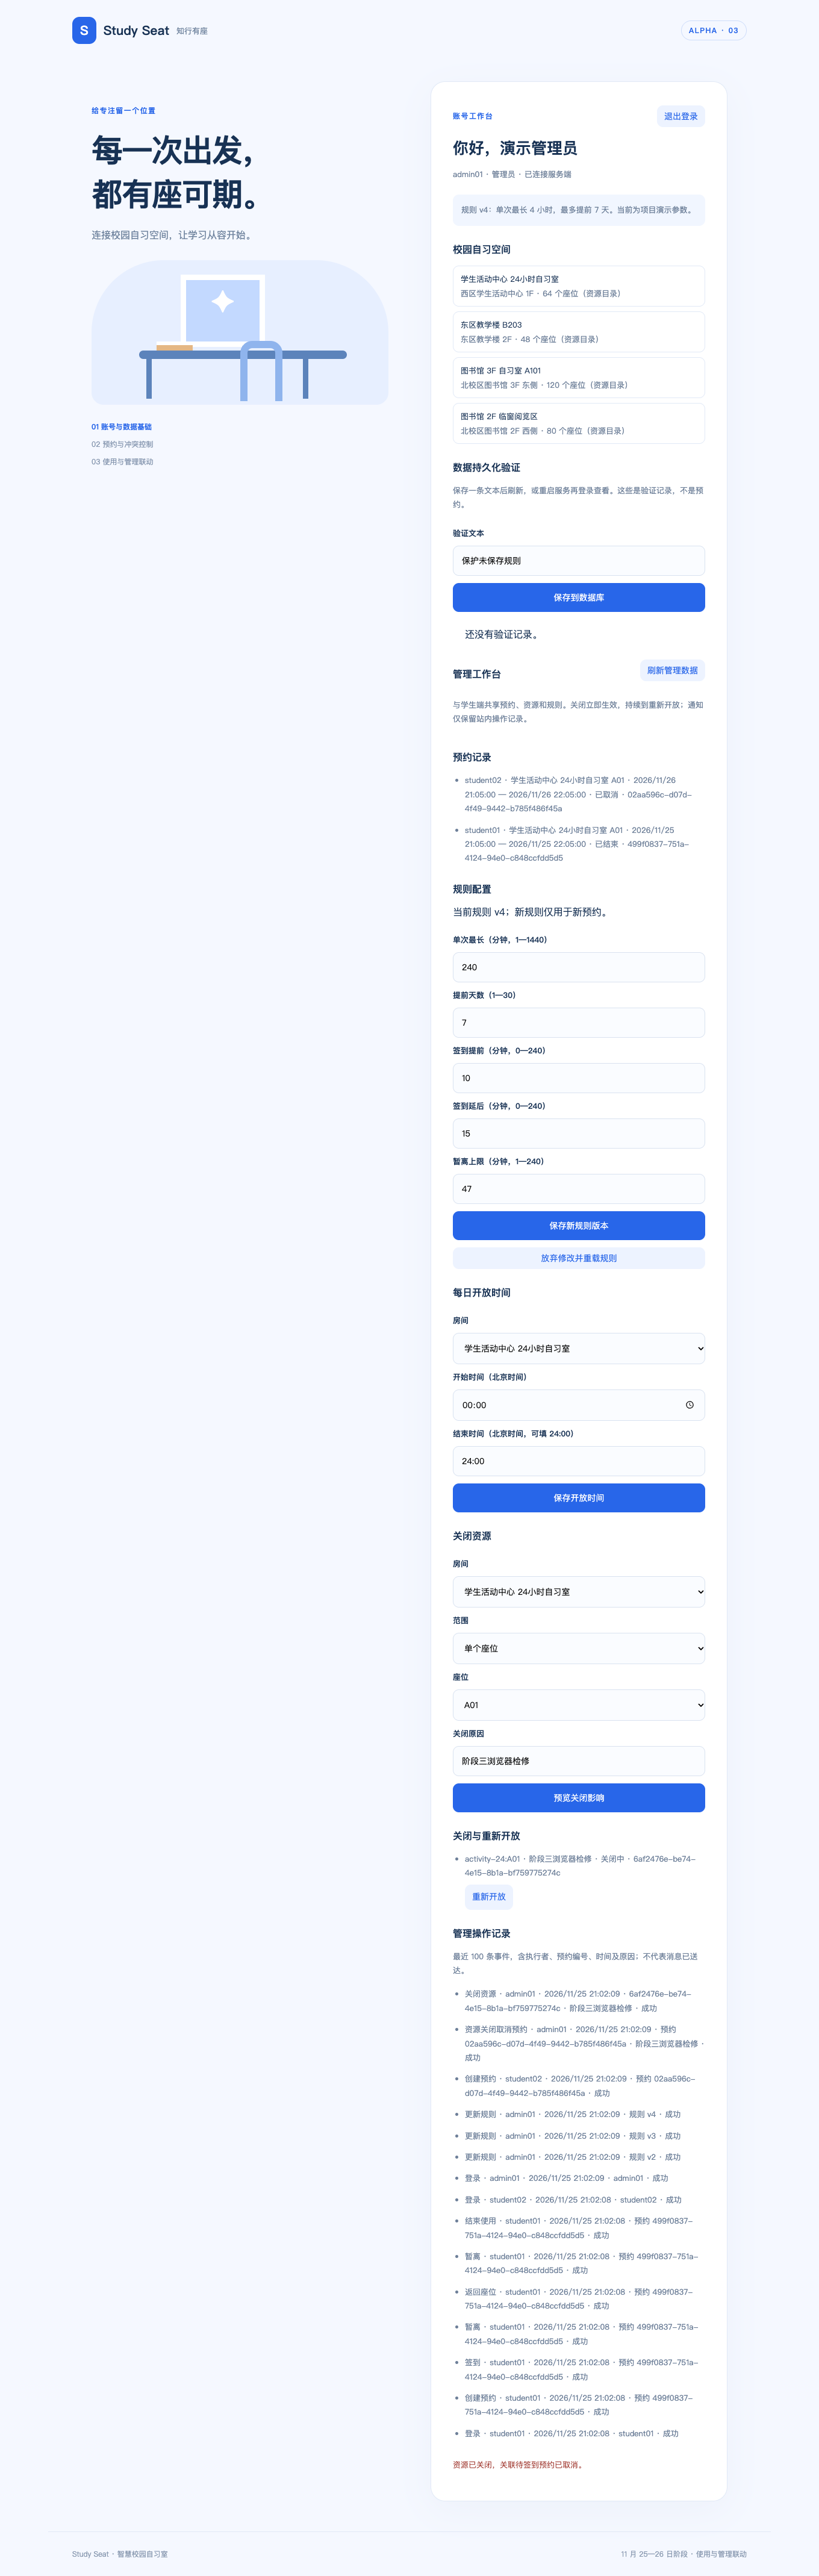 S Study Seat 知行有座
ALPHA · 03
给专注留一个位置
每一次出发，
都有座可期。
连接校园自习空间，让学习从容开始。
01 账号与数据基础
02 预约与冲突控制
03 使用与管理联动
账号工作台
退出登录
你好，演示管理员
admin01 · 管理员 · 已连接服务端
规则 v4：单次最长 4 小时，最多提前 7 天。当前为项目演示参数。
校园自习空间
学生活动中心 24小时自习室
西区学生活动中心 1F · 64 个座位（资源目录）
东区教学楼 B203
东区教学楼 2F · 48 个座位（资源目录）
图书馆 3F 自习室 A101
北校区图书馆 3F 东侧 · 120 个座位（资源目录）
图书馆 2F 临窗阅览区
北校区图书馆 2F 西侧 · 80 个座位（资源目录）
数据持久化验证
保存一条文本后刷新，或重启服务再登录查看。这些是验证记录，不是预
约。
验证文本
保护未保存规则
保存到数据库
还没有验证记录。
管理工作台
刷新管理数据
与学生端共享预约、资源和规则。关闭立即生效，持续到重新开放；通知
仅保留站内操作记录。
预约记录
• student02 · 学生活动中心 24小时自习室 A01 · 2026/11/26
21:05:00 — 2026/11/26 22:05:00 · 已取消 · 02aa596c-d07d-
4f49-9442-b785f486f45a
• student01 · 学生活动中心 24小时自习室 A01 · 2026/11/25
21:05:00 — 2026/11/25 22:05:00 · 已结束 · 499f0837-751a-
4124-94e0-c848ccfdd5d5
规则配置
当前规则 v4；新规则仅用于新预约。
单次最长（分钟，1—1440）
240
提前天数（1—30）
7
签到提前（分钟，0—240）
10
签到延后（分钟，0—240）
15
暂离上限（分钟，1—240）
47
保存新规则版本
放弃修改并重载规则
每日开放时间
房间
学生活动中心 24小时自习室
开始时间（北京时间）
00:00
结束时间（北京时间，可填 24:00）
24:00
保存开放时间
关闭资源
房间
学生活动中心 24小时自习室
范围
单个座位
座位
A01
关闭原因
阶段三浏览器检修
预览关闭影响
关闭与重新开放
• activity-24:A01 · 阶段三浏览器检修 · 关闭中 · 6af2476e-be74-
4e15-8b1a-bf759775274c
重新开放
管理操作记录
最近 100 条事件，含执行者、预约编号、时间及原因；不代表消息已送
达。
• 关闭资源 · admin01 · 2026/11/25 21:02:09 · 6af2476e-be74-
4e15-8b1a-bf759775274c · 阶段三浏览器检修 · 成功
• 资源关闭取消预约 · admin01 · 2026/11/25 21:02:09 · 预约
02aa596c-d07d-4f49-9442-b785f486f45a · 阶段三浏览器检修 ·
成功
• 创建预约 · student02 · 2026/11/25 21:02:09 · 预约 02aa596c-
d07d-4f49-9442-b785f486f45a · 成功
• 更新规则 · admin01 · 2026/11/25 21:02:09 · 规则 v4 · 成功
• 更新规则 · admin01 · 2026/11/25 21:02:09 · 规则 v3 · 成功
• 更新规则 · admin01 · 2026/11/25 21:02:09 · 规则 v2 · 成功
• 登录 · admin01 · 2026/11/25 21:02:09 · admin01 · 成功
• 登录 · student02 · 2026/11/25 21:02:08 · student02 · 成功
• 结束使用 · student01 · 2026/11/25 21:02:08 · 预约 499f0837-
751a-4124-94e0-c848ccfdd5d5 · 成功
• 暂离 · student01 · 2026/11/25 21:02:08 · 预约 499f0837-751a-
4124-94e0-c848ccfdd5d5 · 成功
• 返回座位 · student01 · 2026/11/25 21:02:08 · 预约 499f0837-
751a-4124-94e0-c848ccfdd5d5 · 成功
• 暂离 · student01 · 2026/11/25 21:02:08 · 预约 499f0837-751a-
4124-94e0-c848ccfdd5d5 · 成功
• 签到 · student01 · 2026/11/25 21:02:08 · 预约 499f0837-751a-
4124-94e0-c848ccfdd5d5 · 成功
• 创建预约 · student01 · 2026/11/25 21:02:08 · 预约 499f0837-
751a-4124-94e0-c848ccfdd5d5 · 成功
• 登录 · student01 · 2026/11/25 21:02:08 · student01 · 成功
资源已关闭，关联待签到预约已取消。
Study Seat · 智慧校园自习室
11 月 25—26 日阶段 · 使用与管理联动